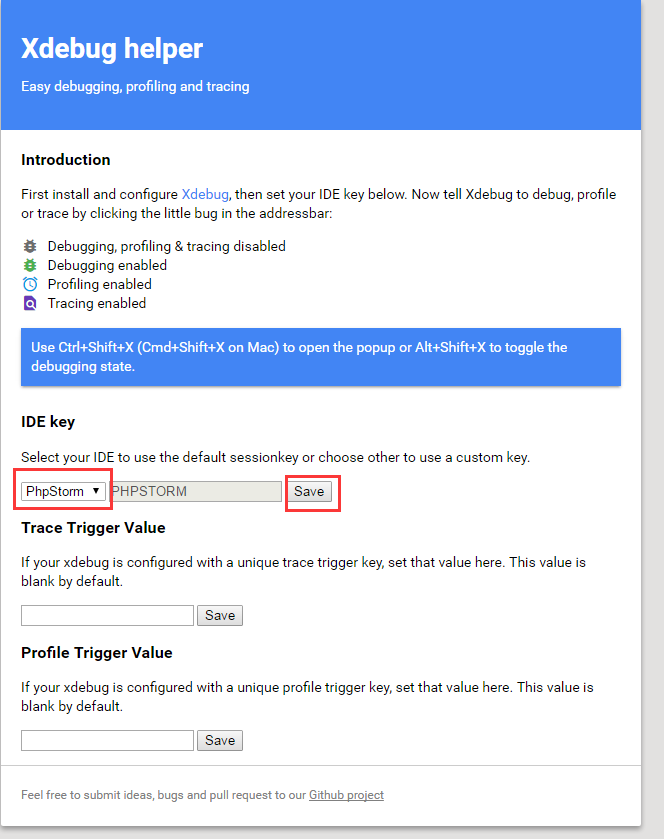 Xdebug helper
Easy debugging, profiling and tracing
Introduction
First install and configure Xdebug, then set your IDE key below. Now tell Xdebug to debug, profile
or trace by clicking the little bug in the addressbar:
Debugging, profiling & tracing disabled
Debugging enabled
Profiling enabled
Tracing enabled
Use Ctrl+Shift+X (Cmd+Shift+X on Mac) to open the popup or Alt+Shift+X to toggle the
debugging state.
IDE key
Select your IDE to use the default sessionkey or choose other to use a custom key.
PhpStorm PHPSTORM Save
Trace Trigger Value
If your xdebug is configured with a unique trace trigger key, set that value here. This value is
blank by default.
Save
Profile Trigger Value
If your xdebug is configured with a unique profile trigger key, set that value here. This value is
blank by default.
Save
Feel free to submit ideas, bugs and pull request to our Github project